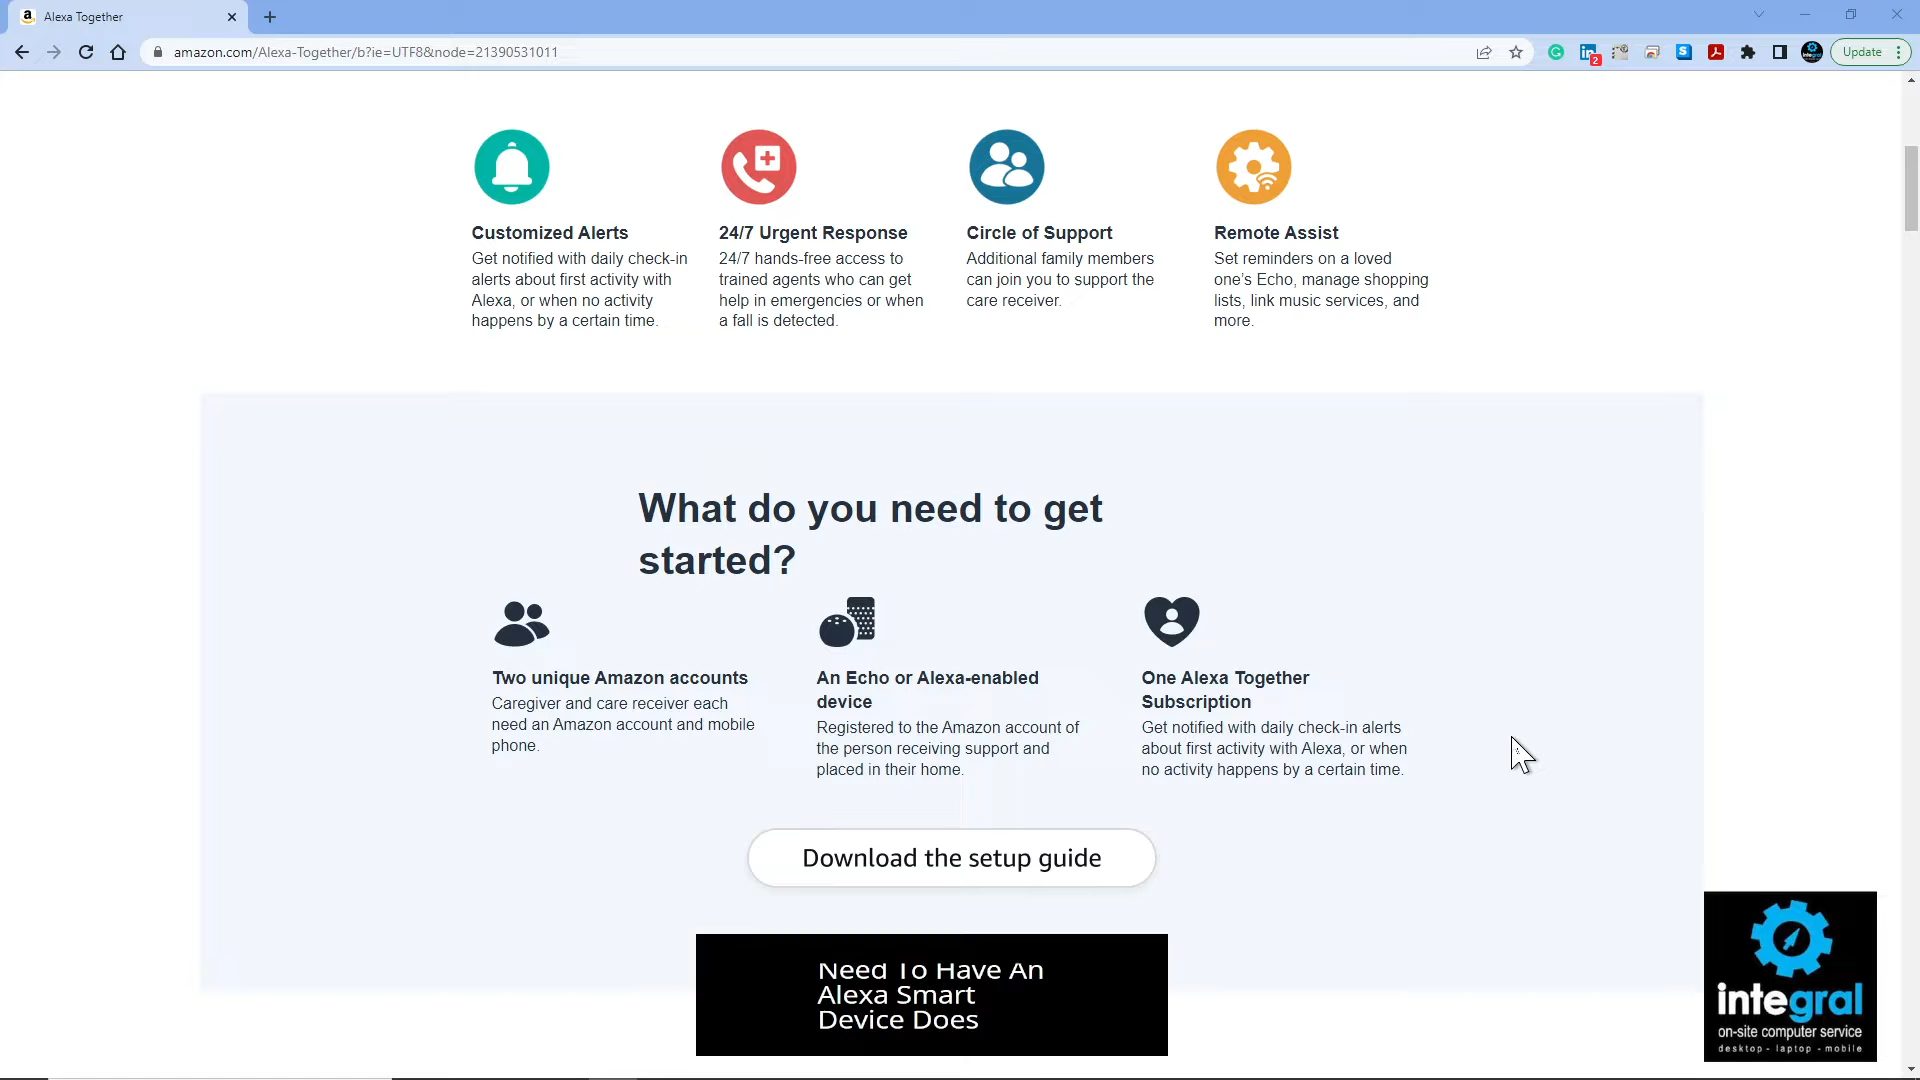 Alexa Together
amazon.com/Alexa-Together/b?ie=UTF8&node=21390531011
2
Update
Customized Alerts
Get notified with daily check-in
alerts about first activity with
Alexa, or when no activity
happens by a certain time.
24/7 Urgent Response
24/7 hands-free access to
trained agents who can get
help in emergencies or when
a fall is detected.
Circle of Support
Additional family members
can join you to support the
care receiver.
Remote Assist
Set reminders on a loved
one's Echo, manage shopping
lists, link music services, and
more.
What do you need to get
started?
Two unique Amazon accounts
Caregiver and care receiver each
need an Amazon account and mobile
phone.
An Echo or Alexa-enabled
device
Registered to the Amazon account of
the person receiving support and
placed in their home.
One Alexa Together
Subscription
Get notified with daily check-in alerts
about first activity with Alexa, or when
no activity happens by a certain time.
Download the setup guide
Need To Have An
Alexa Smart
Device Does
integral
on-site computer service
desktop - laptop - mobile